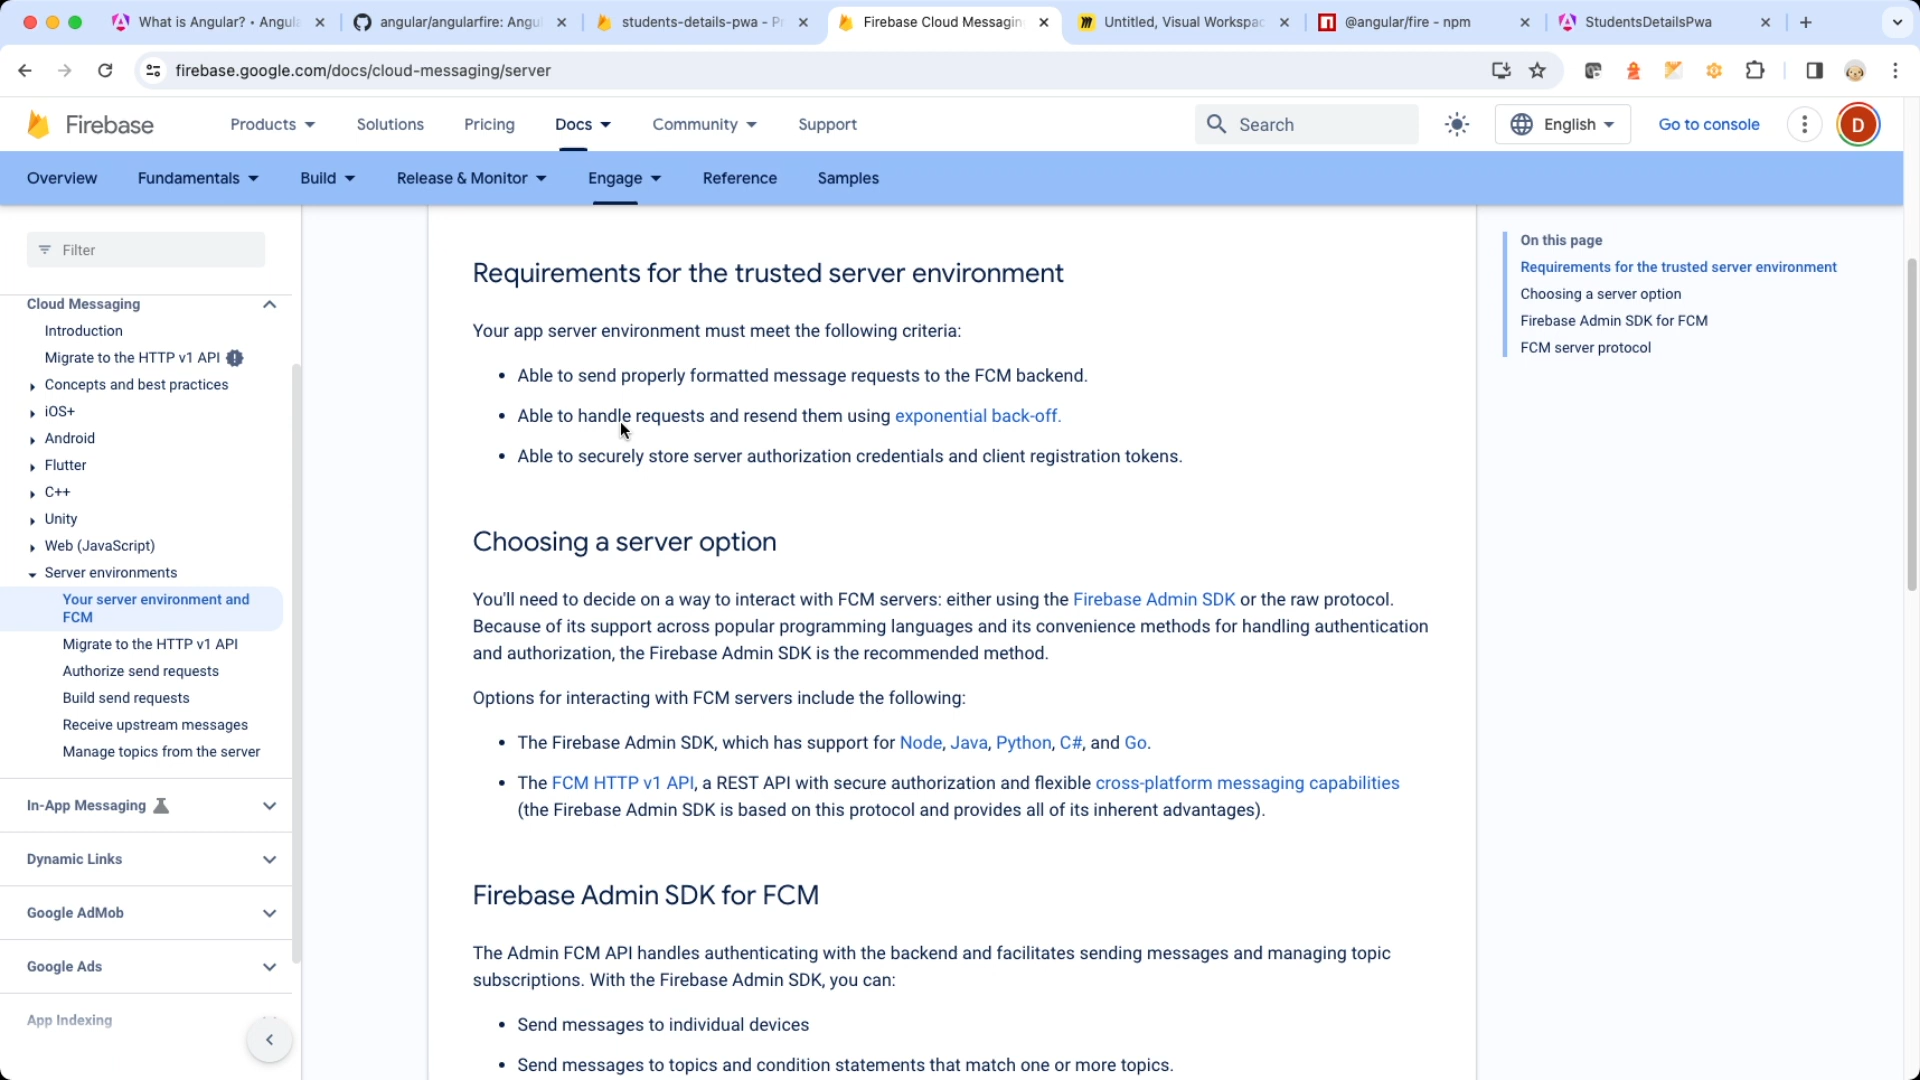 What is Angular? • Angula
angular/angularfire: Angul
students-details-pwa - Pr
Firebase Cloud Messaging
Untitled, Visual Workspac
@angular/fire - npm
StudentsDetailsPwa
firebase.google.com/docs/cloud-messaging/server
Firebase
Products
Solutions
Pricing
Docs
Community
Support
Search
English
Go to console
D
Overview
Fundamentals
Build
Release & Monitor
Engage
Reference
Samples
Filter
Cloud Messaging
Introduction
Migrate to the HTTP v1 API
Concepts and best practices
iOS+
Android
Flutter
C++
Unity
Web (JavaScript)
Server environments
Your server environment and
FCM
Migrate to the HTTP v1 API
Authorize send requests
Build send requests
Receive upstream messages
Manage topics from the server
In-App Messaging
Dynamic Links
Google AdMob
Google Ads
App Indexing
Requirements for the trusted server environment
Your app server environment must meet the following criteria:
• Able to send properly formatted message requests to the FCM backend.
• Able to handle requests and resend them using exponential back-off.
• Able to securely store server authorization credentials and client registration tokens.
Choosing a server option
You'll need to decide on a way to interact with FCM servers: either using the Firebase Admin SDK or the raw protocol.
Because of its support across popular programming languages and its convenience methods for handling authentication
and authorization, the Firebase Admin SDK is the recommended method.
Options for interacting with FCM servers include the following:
• The Firebase Admin SDK, which has support for Node, Java, Python, C#, and Go.
• The FCM HTTP v1 API, a REST API with secure authorization and flexible cross-platform messaging capabilities
(the Firebase Admin SDK is based on this protocol and provides all of its inherent advantages).
Firebase Admin SDK for FCM
The Admin FCM API handles authenticating with the backend and facilitates sending messages and managing topic
subscriptions. With the Firebase Admin SDK, you can:
• Send messages to individual devices
• Send messages to topics and condition statements that match one or more topics.
On this page
Requirements for the trusted server environment
Choosing a server option
Firebase Admin SDK for FCM
FCM server protocol